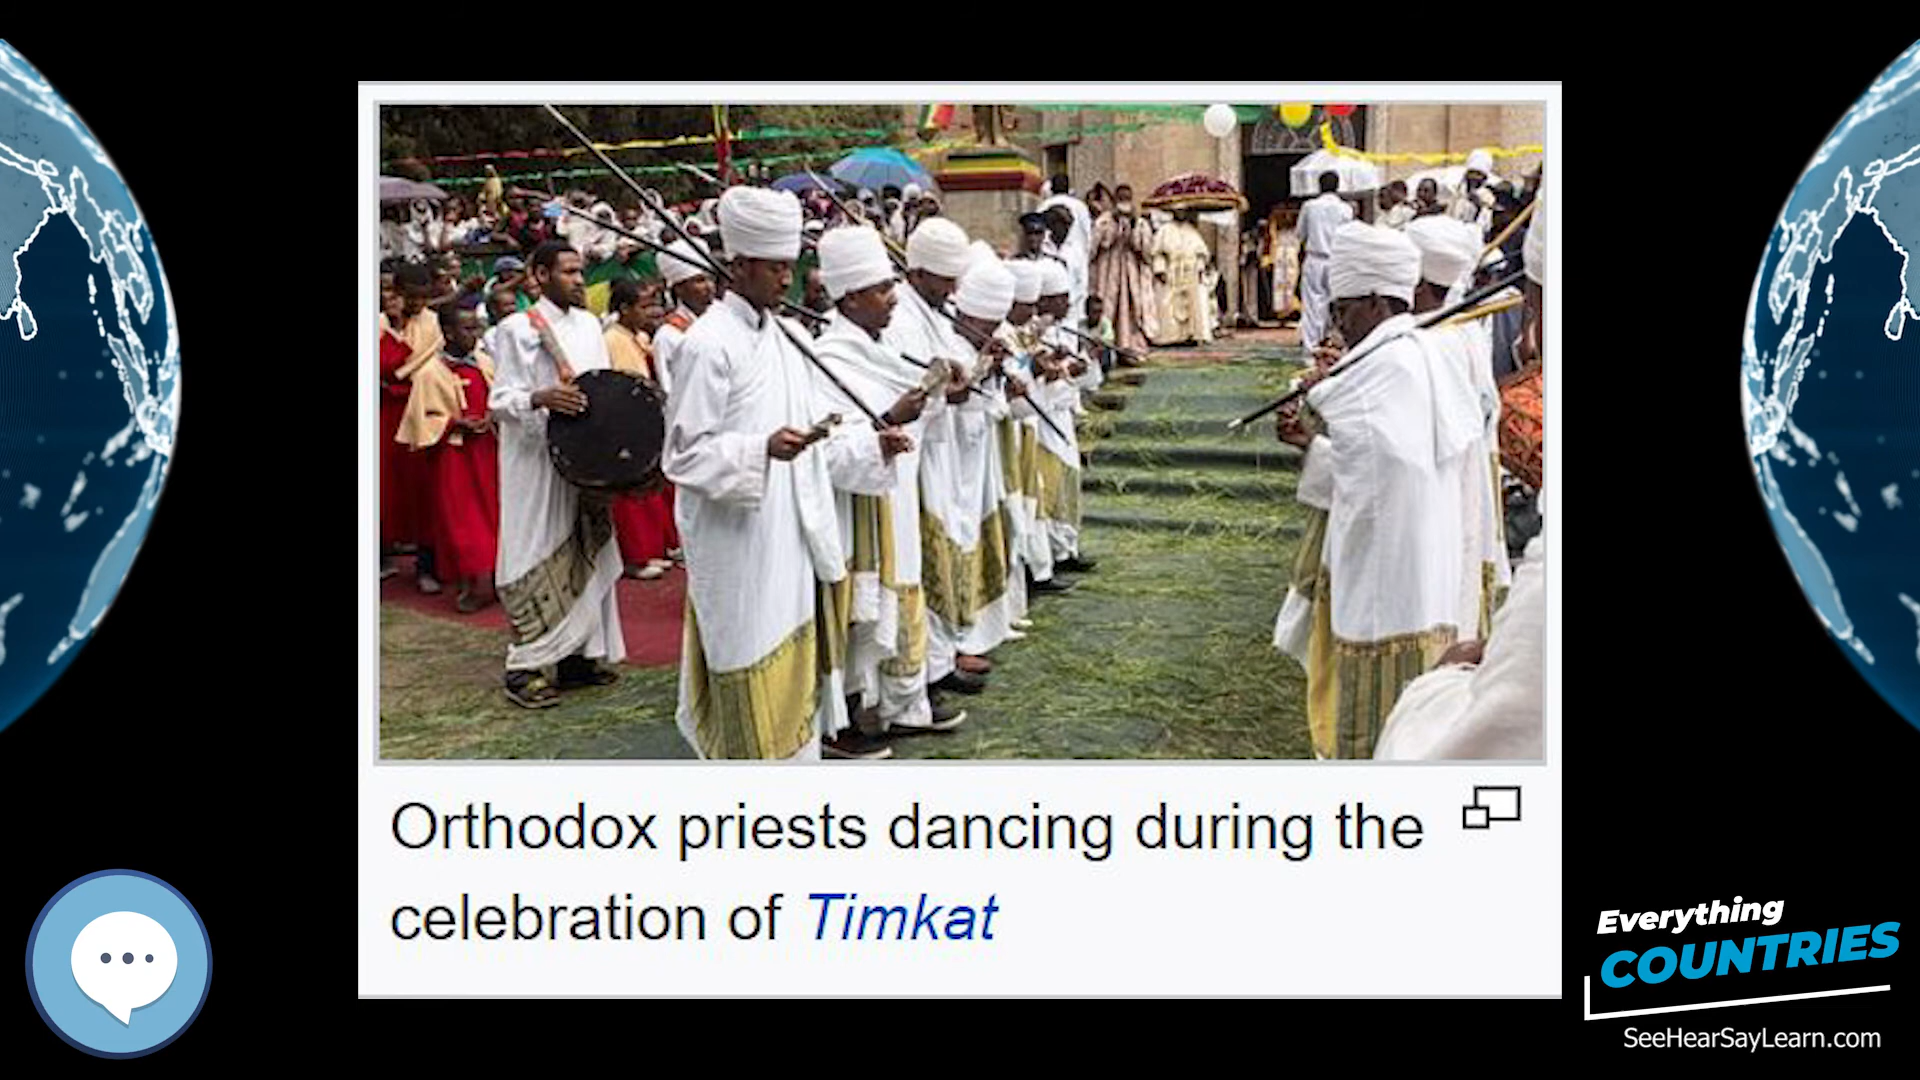 Orthodox priests dancing during the
celebration of Timkat
Everything
COUNTRIES
SeeHearSayLearn.com